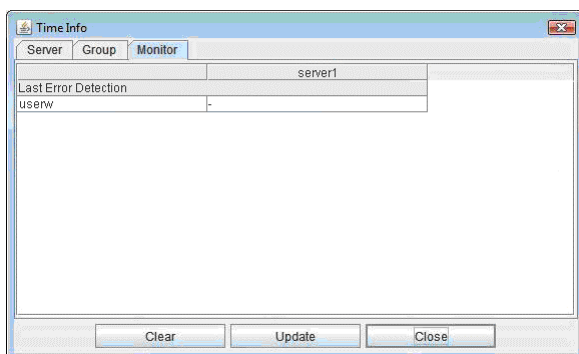 Time Info
Server Group Monitor
server1
Last Error Detection
userw -
Clear Update Close